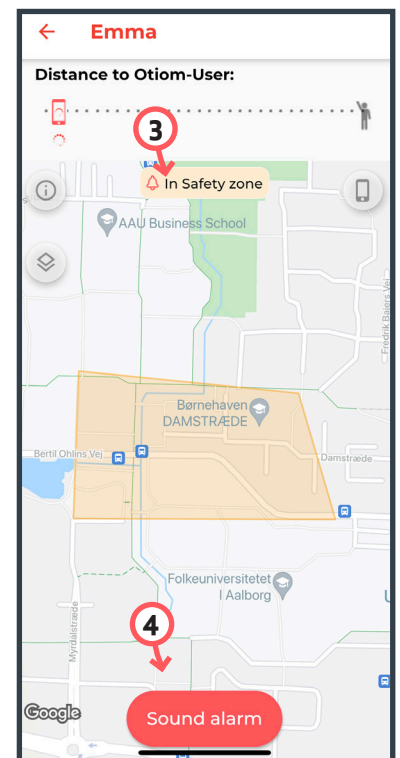 Emma
Distance to Otiom-User:
3
In Safety zone
AAU Business School
Fredrik Bajers Vej
Børnehaven
DAMSTRÆDE
Bertil Ohlins Vej
Damstræde
Folkeuniversitetet
I Aalborg
Myrdalstræde
4
Google
Sound alarm